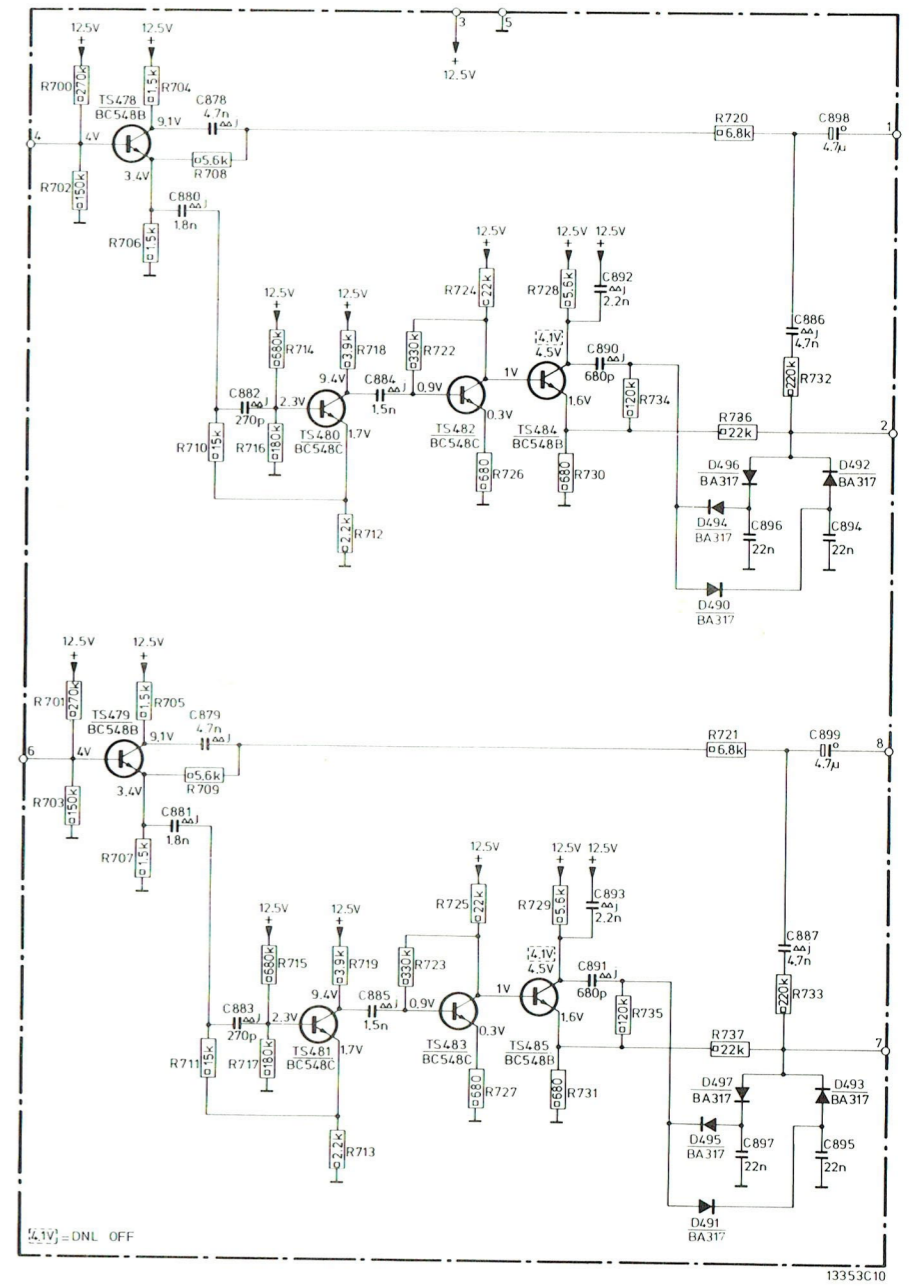 3
5
12.5V
12.5V
+
12.5V
+
R700
270k
1.5k
R704
TS478
BC548B
C878
4.7n
9.1V
4
4V
5.6k
R708
3.4V
R702
150k
R706
1.5k
C880
1.8n
R720
6.8k
C898
4.7µ
1
12.5V
+
R724
22k
12.5V
+
R728
5.6k
12.5V
+
C892
2.2n
12.5V
+
680k
R714
12.5V
+
3.9k
R718
330k
R722
9.4V
C884
1.5n
0.9V
C882
270p
2.3V
R710
15k
R716
180k
TS480
BC548C
1.7V
2.2k
R712
1V
TS482
BC548C
0.3V
680
R726
4.1V
4.5V
C890
680p
1.6V
TS484
BC548B
680
R730
120k
R734
C886
4.7n
220k
R732
R736
22k
2
D496
BA317
D492
BA317
D494
BA317
C896
22n
C894
22n
D490
BA317
12.5V
+
12.5V
+
R701
270k
1.5k
R705
TS479
BC548B
C879
4.7n
9.1V
6
4V
5.6k
R709
3.4V
R703
150k
R707
1.5k
C881
1.8n
R721
6.8k
C899
4.7µ
8
12.5V
+
R725
22k
12.5V
+
R729
5.6k
12.5V
+
C893
2.2n
12.5V
+
680k
R715
12.5V
+
3.9k
R719
330k
R723
9.4V
C885
1.5n
0.9V
C883
270p
2.3V
R711
15k
R717
180k
TS481
BC548C
1.7V
2.2k
R713
1V
TS483
BC548C
0.3V
680
R727
4.1V
4.5V
C891
680p
1.6V
TS485
BC548B
680
R731
120k
R735
C887
4.7n
220k
R733
R737
22k
7
D497
BA317
D493
BA317
D495
BA317
C897
22n
C895
22n
D491
BA317
4.1V = DNL OFF
13353C10